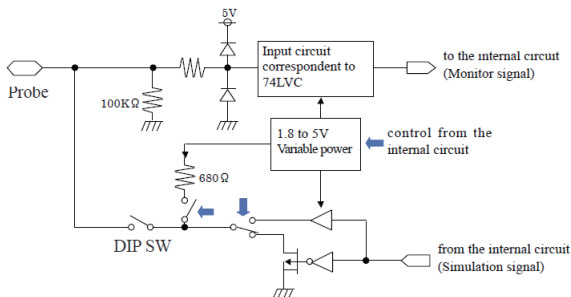 5V
Input circuit
correspondent to
74LVC
to the internal circuit
(Monitor signal)
Probe
100KΩ
1.8 to 5V
Variable power
control from the
internal circuit
680Ω
DIP SW
from the internal circuit
(Simulation signal)